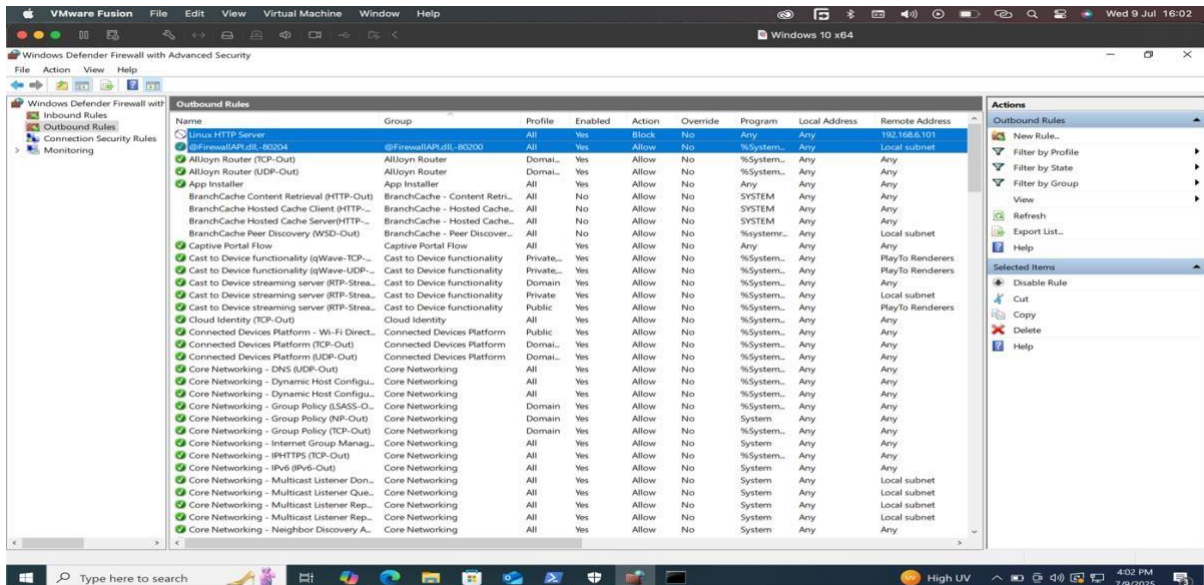 VMware Fusion File Edit View Virtual Machine Window Help Wed 9 Jul 16:02
Windows 10 x64
Windows Defender Firewall with Advanced Security
File Action View Help
Windows Defender Firewall with
Inbound Rules
Outbound Rules
Connection Security Rules
Monitoring
Outbound Rules
Name Group Profile Enabled Action Override Program Local Address Remote Address
Linux HTTP Server All Yes Block No Any Any 192.168.6.101
@FirewallAPI.dll,-80204 @FirewallAPI.dll,-80200 All Yes Allow No %System... Any Local subnet
AllJoyn Router (TCP-Out) AllJoyn Router Domai... Yes Allow No %System... Any Any
AllJoyn Router (UDP-Out) AllJoyn Router Domai... Yes Allow No %System... Any Any
App Installer App Installer All Yes Allow No Any Any Any
BranchCache Content Retrieval (HTTP-Out) BranchCache - Content Retri... All No Allow No SYSTEM Any Any
BranchCache Hosted Cache Client (HTTP-... BranchCache - Hosted Cache... All No Allow No SYSTEM Any Any
BranchCache Hosted Cache Server(HTTP-... BranchCache - Hosted Cache... All No Allow No SYSTEM Any Any
BranchCache Peer Discovery (WSD-Out) BranchCache - Peer Discover... All No Allow No %systemr... Any Local subnet
Captive Portal Flow Captive Portal Flow All Yes Allow No Any Any Any
Cast to Device functionality (qWave-TCP-... Cast to Device functionality Private,... Yes Allow No %System... Any PlayTo Renderers
Cast to Device functionality (qWave-UDP-... Cast to Device functionality Private,... Yes Allow No %System... Any PlayTo Renderers
Cast to Device streaming server (RTP-Strea... Cast to Device functionality Domain Yes Allow No %System... Any Any
Cast to Device streaming server (RTP-Strea... Cast to Device functionality Private Yes Allow No %System... Any Local subnet
Cast to Device streaming server (RTP-Strea... Cast to Device functionality Public Yes Allow No %System... Any PlayTo Renderers
Cloud Identity (TCP-Out) Cloud Identity All Yes Allow No %System... Any Any
Connected Devices Platform - Wi-Fi Direct... Connected Devices Platform Public Yes Allow No %System... Any Any
Connected Devices Platform (TCP-Out) Connected Devices Platform Domai... Yes Allow No %System... Any Any
Connected Devices Platform (UDP-Out) Connected Devices Platform Domai... Yes Allow No %System... Any Any
Core Networking - DNS (UDP-Out) Core Networking All Yes Allow No %System... Any Any
Core Networking - Dynamic Host Configu... Core Networking All Yes Allow No %System... Any Any
Core Networking - Dynamic Host Configu... Core Networking All Yes Allow No %System... Any Any
Core Networking - Group Policy (LSASS-O... Core Networking Domain Yes Allow No %System... Any Any
Core Networking - Group Policy (NP-Out) Core Networking Domain Yes Allow No System Any Any
Core Networking - Group Policy (TCP-Out) Core Networking Domain Yes Allow No %System... Any Any
Core Networking - Internet Group Manag... Core Networking All Yes Allow No System Any Any
Core Networking - IPHTTPS (TCP-Out) Core Networking All Yes Allow No %System... Any Any
Core Networking - IPv6 (IPv6-Out) Core Networking All Yes Allow No System Any Any
Core Networking - Multicast Listener Don... Core Networking All Yes Allow No System Any Local subnet
Core Networking - Multicast Listener Que... Core Networking All Yes Allow No System Any Local subnet
Core Networking - Multicast Listener Rep... Core Networking All Yes Allow No System Any Local subnet
Core Networking - Multicast Listener Rep... Core Networking All Yes Allow No System Any Local subnet
Core Networking - Neighbor Discovery A... Core Networking All Yes Allow No System Any Any
Actions
Outbound Rules
New Rule...
Filter by Profile
Filter by State
Filter by Group
View
Refresh
Export List...
Help
Selected Items
Disable Rule
Cut
Copy
Delete
Help
Type here to search
High UV
4:02 PM
7/9/2025